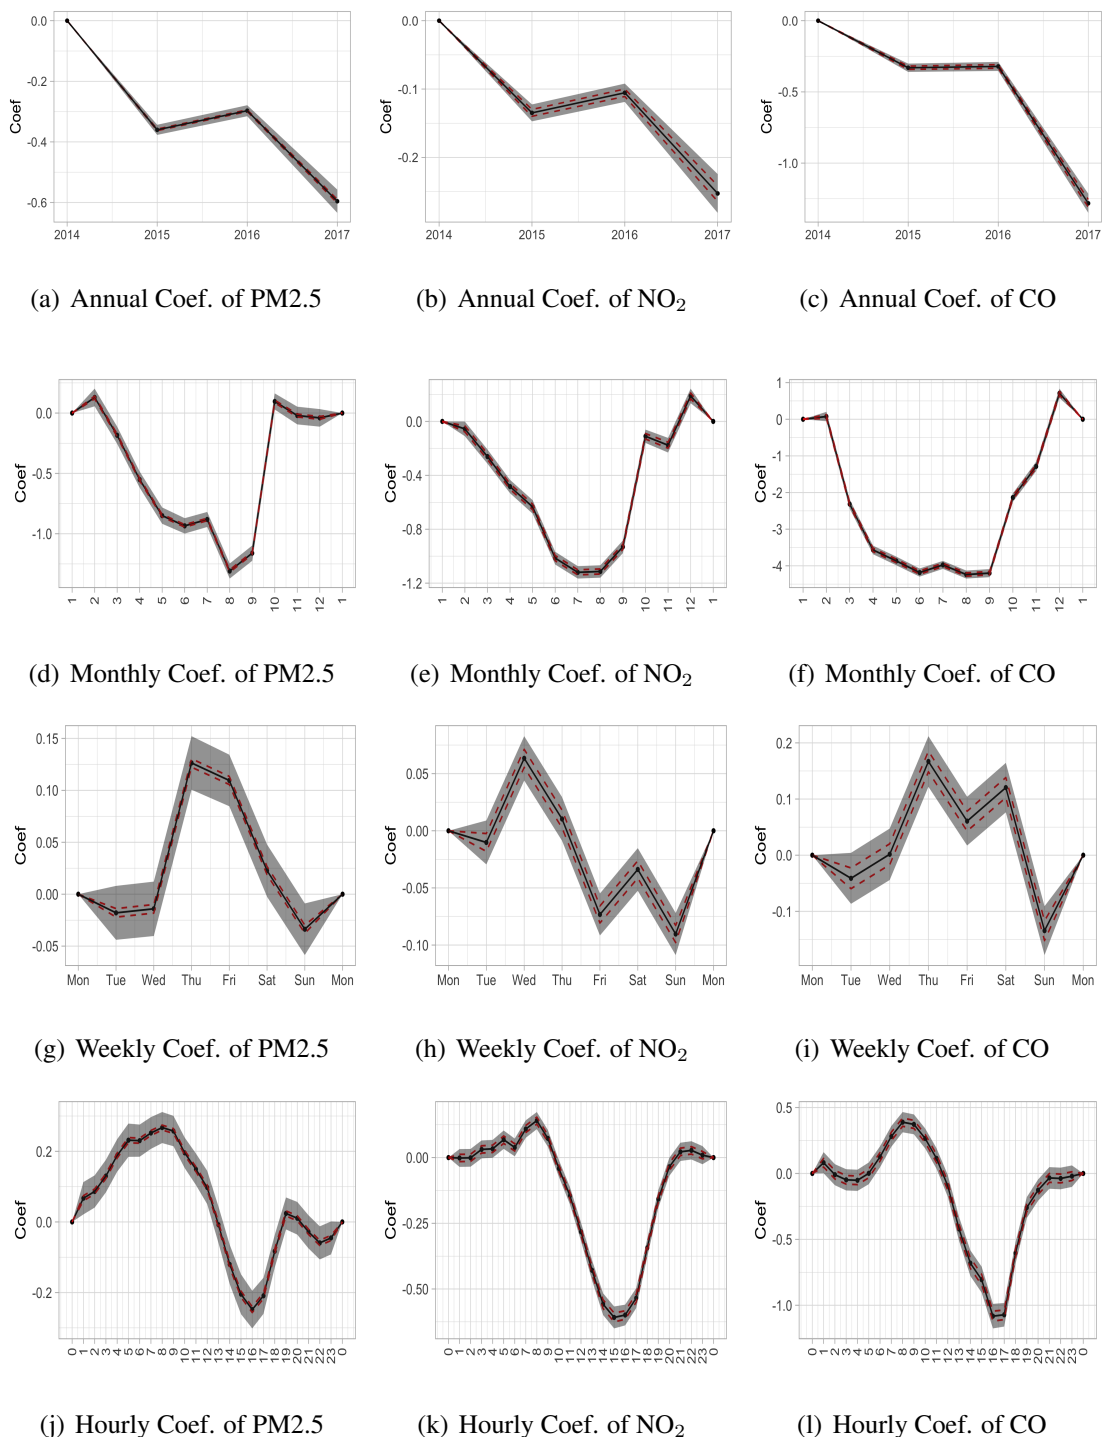 0.0
-0.2
-0.4
-0.6
Coef
2014 2015 2016 2017
0.0
-0.1
-0.2
Coef
2014 2015 2016 2017
0.0
-0.5
-1.0
Coef
2014 2015 2016 2017
(a) Annual Coef. of PM2.5
(b) Annual Coef. of NO₂
(c) Annual Coef. of CO
0.0
-0.5
-1.0
Coef
1 2 3 4 5 6 7 8 9 10 11 12 1
0.0
-0.4
-0.8
-1.2
Coef
1 2 3 4 5 6 7 8 9 10 11 12 1
1
0
-1
-2
-3
-4
Coef
1 2 3 4 5 6 7 8 9 10 11 12 1
(d) Monthly Coef. of PM2.5
(e) Monthly Coef. of NO₂
(f) Monthly Coef. of CO
0.15
0.10
0.05
0.00
-0.05
Coef
Mon Tue Wed Thu Fri Sat Sun Mon
0.05
0.00
-0.05
-0.10
Coef
Mon Tue Wed Thu Fri Sat Sun Mon
0.2
0.1
0.0
-0.1
Coef
Mon Tue Wed Thu Fri Sat Sun Mon
(g) Weekly Coef. of PM2.5
(h) Weekly Coef. of NO₂
(i) Weekly Coef. of CO
0.2
0.0
-0.2
Coef
0 1 2 3 4 5 6 7 8 9 10 11 12 13 14 15 16 17 18 19 20 21 22 23 0
0.00
-0.25
-0.50
Coef
0 1 2 3 4 5 6 7 8 9 10 11 12 13 14 15 16 17 18 19 20 21 22 23 0
0.5
0.0
-0.5
-1.0
Coef
0 1 2 3 4 5 6 7 8 9 10 11 12 13 14 15 16 17 18 19 20 21 22 23 0
(j) Hourly Coef. of PM2.5
(k) Hourly Coef. of NO₂
(l) Hourly Coef. of CO